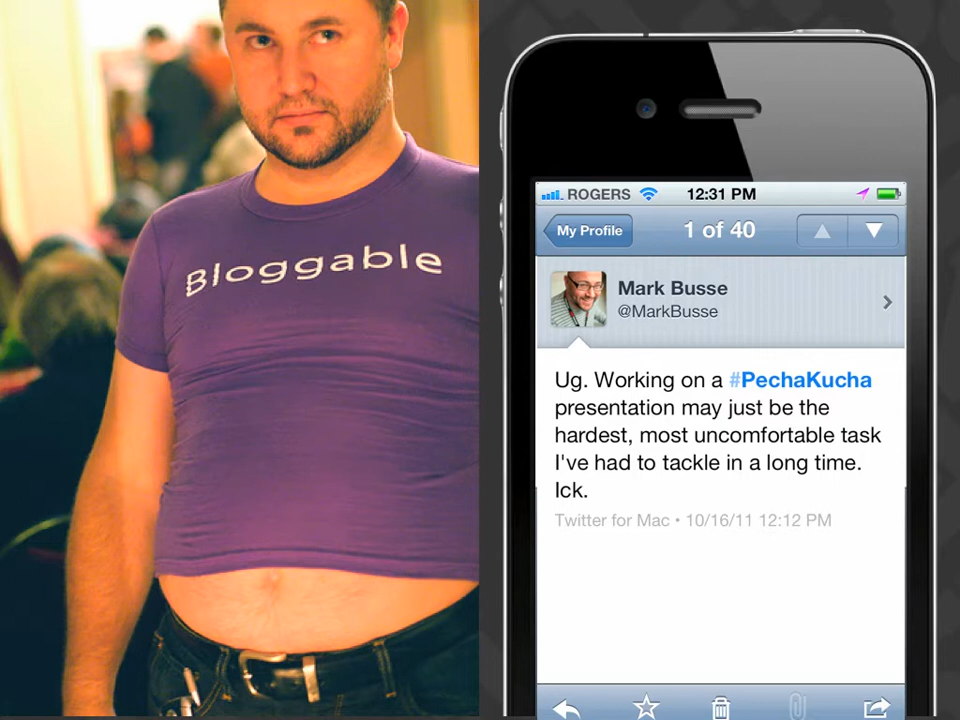 Bloggable
ROGERS 12:31 PM
My Profile 1 of 40
Mark Busse
@MarkBusse
Ug. Working on a #PechaKucha
presentation may just be the
hardest, most uncomfortable task
I've had to tackle in a long time.
Ick.
Twitter for Mac • 10/16/11 12:12 PM